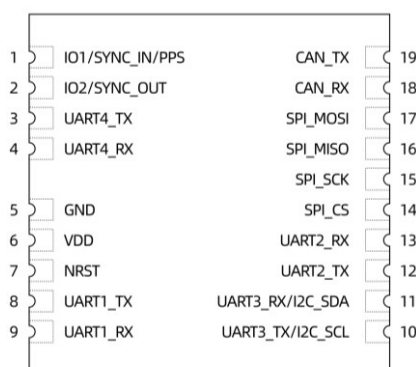 1 IO1/SYNC_IN/PPS CAN_TX 19
2 IO2/SYNC_OUT CAN_RX 18
3 UART4_TX SPI_MOSI 17
4 UART4_RX SPI_MISO 16
SPI_SCK 15
5 GND SPI_CS 14
6 VDD UART2_RX 13
7 NRST UART2_TX 12
8 UART1_TX UART3_RX/I2C_SDA 11
9 UART1_RX UART3_TX/I2C_SCL 10